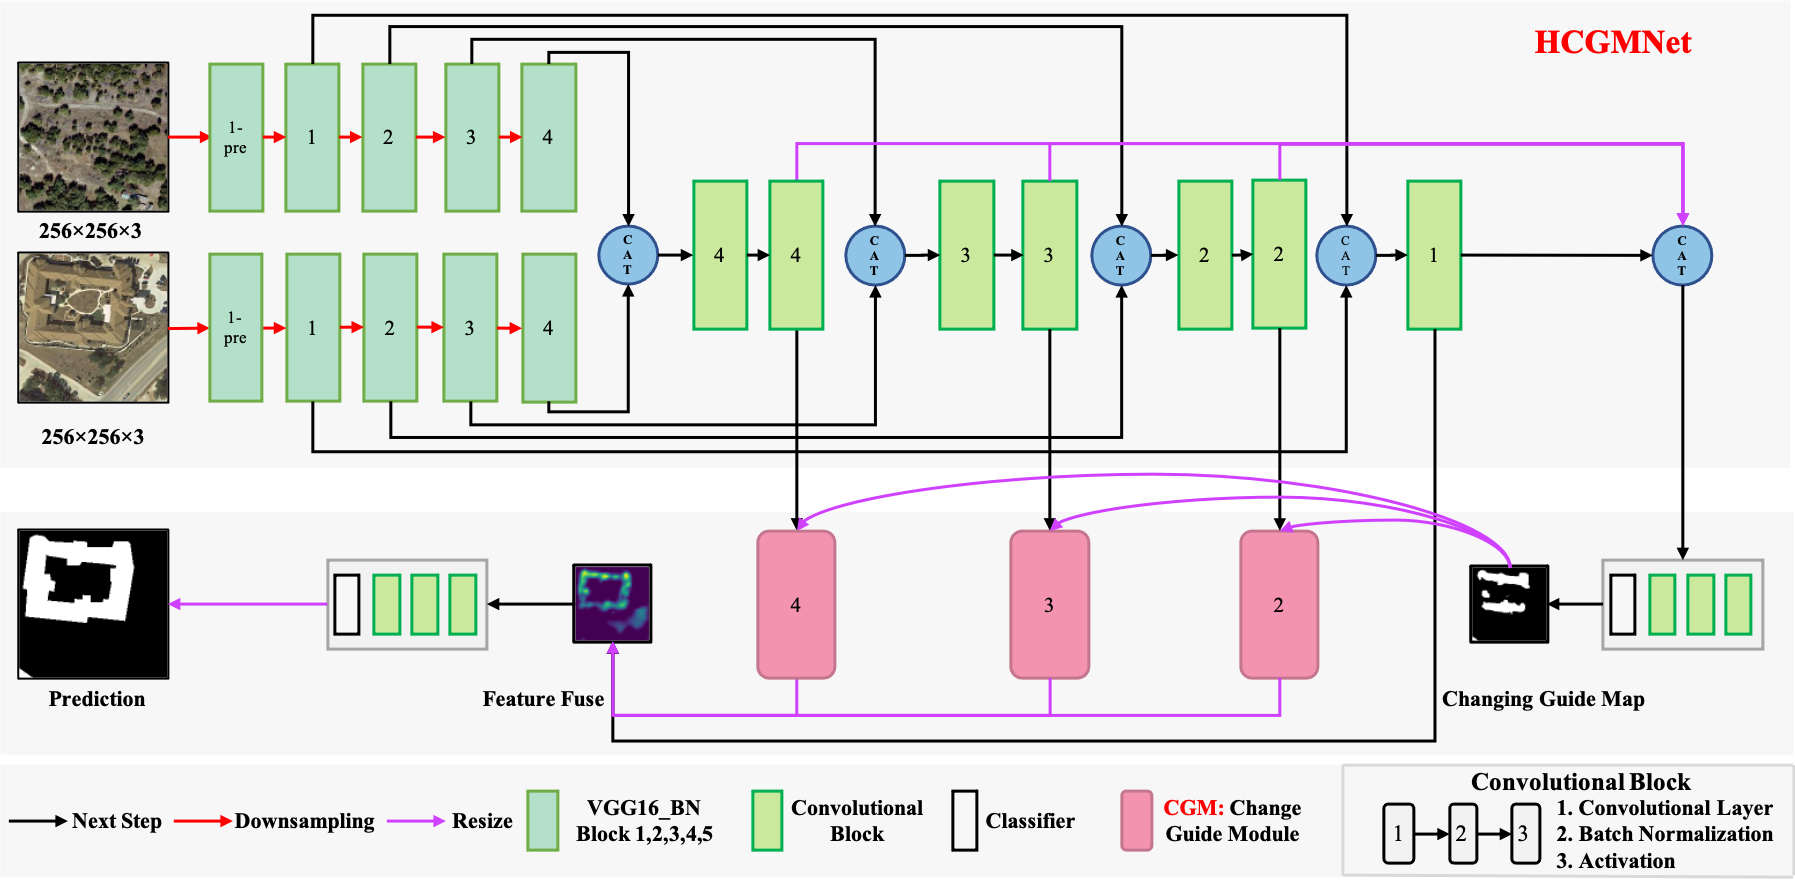 HCGMNet
1-
pre
1
2
3
4
256×256×3
1-
pre
1
2
3
4
256×256×3
C
A
T
4
4
C
A
T
3
3
C
A
T
2
2
C
A
T
1
C
A
T
4
3
2
Prediction
Feature Fuse
Changing Guide Map
Next Step
Downsampling
Resize
VGG16_BN
Block 1,2,3,4,5
Convolutional
Block
Classifier
CGM: Change
Guide Module
Convolutional Block
1
2
3
1. Convolutional Layer
2. Batch Normalization
3. Activation